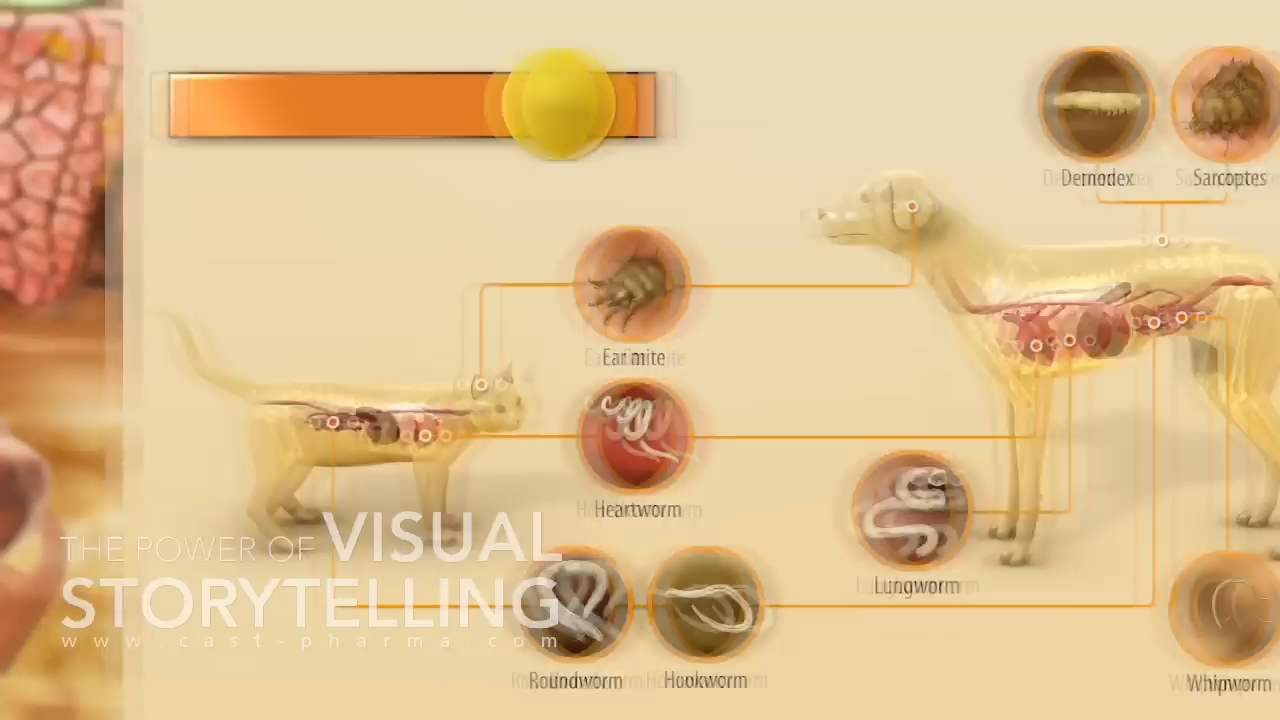 Demodex
Sarcoptes
Ear mite
Heartworm
Lungworm
THE POWER OF VISUAL
STORYTELLING
www.cast-pharma.com
Roundworm
Hookworm
Whipworm